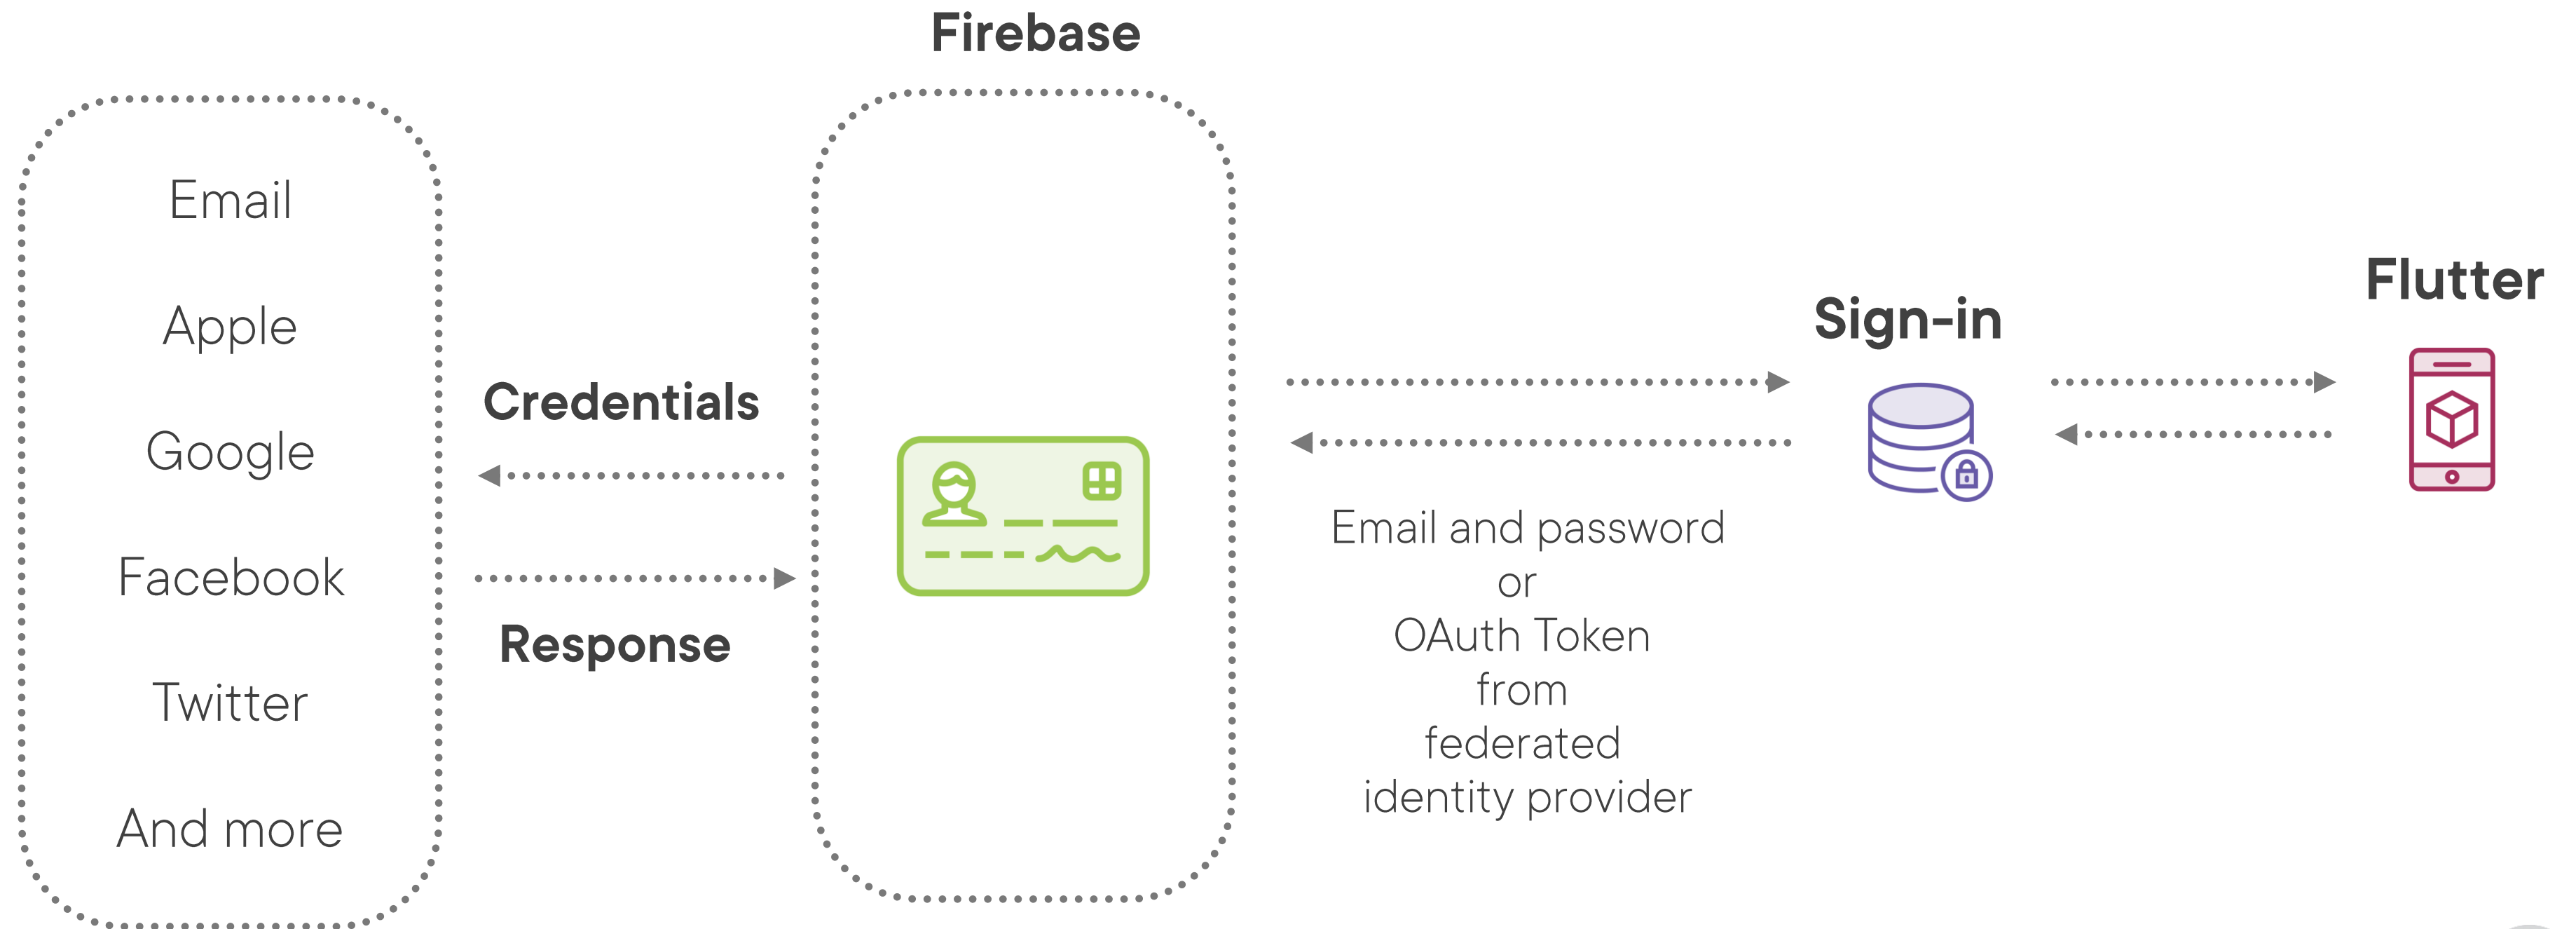 Firebase
Email
Apple
Google
Facebook
Twitter
And more
Credentials
Response
Email and password
or
OAuth Token
from
federated
identity provider
Sign-in
Flutter